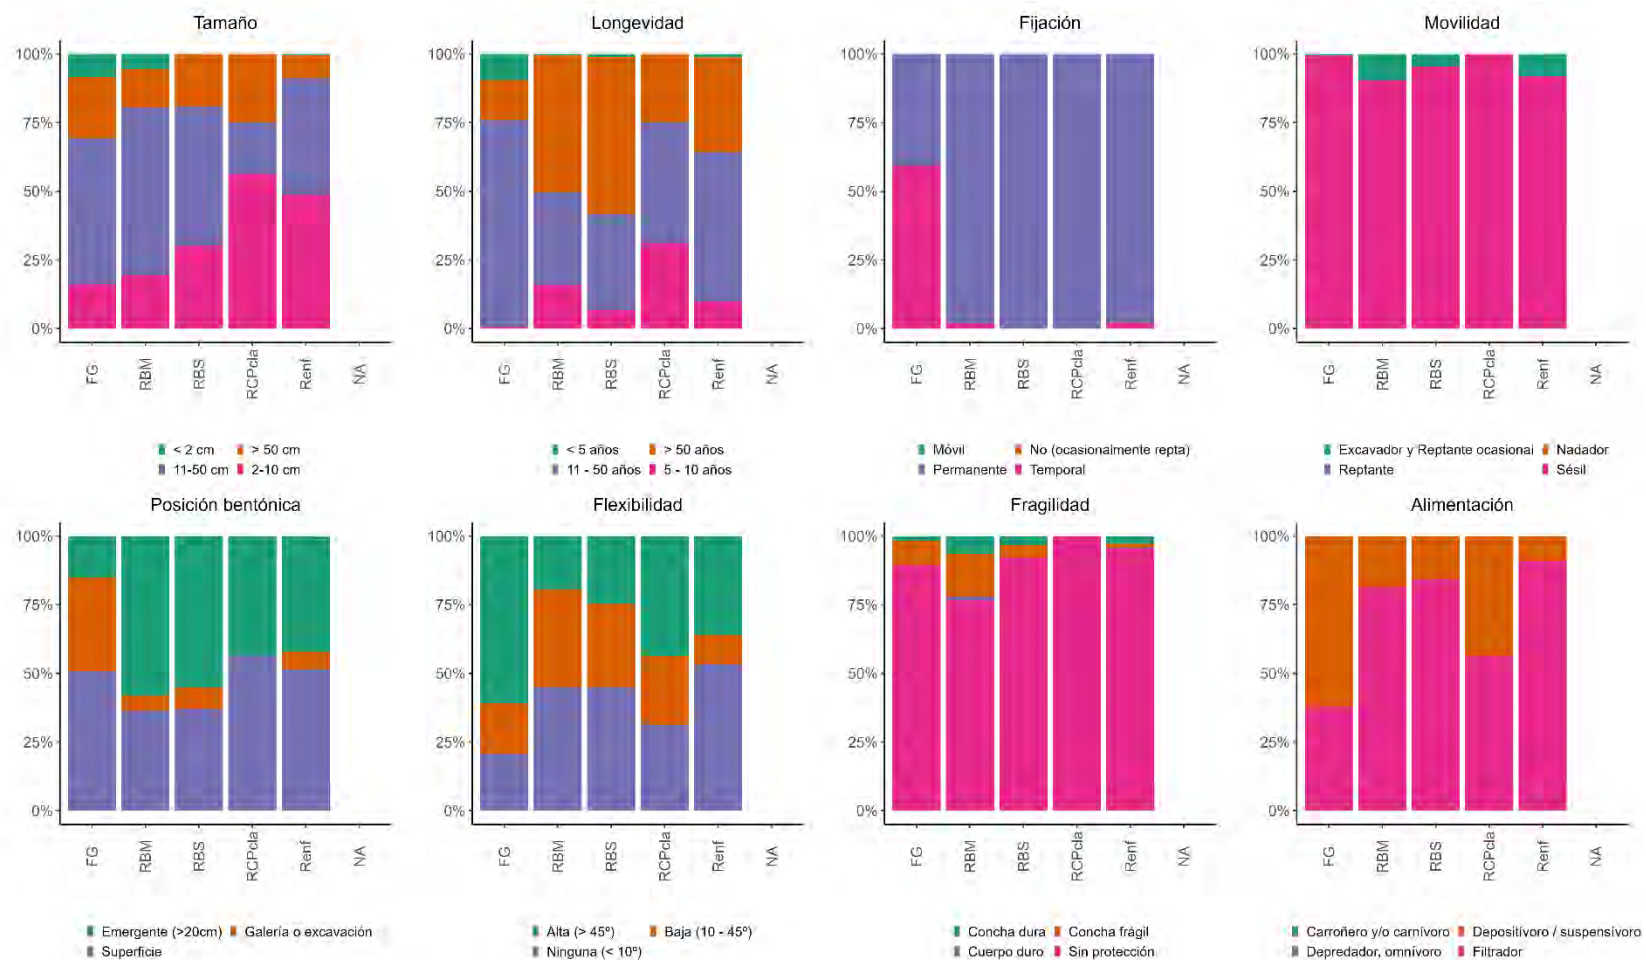 Tamaño
Longevidad
Fijación
Movilidad
100%
75%
50%
25%
0%
100%
75%
50%
25%
0%
100%
75%
50%
25%
0%
100%
75%
50%
25%
0%
FG
RBM
RBS
RCPcla
Renf
NA
FG
RBM
RBS
RCPcla
Renf
NA
FG
RBM
RBS
RCPcla
Renf
NA
FG
RBM
RBS
RCPcla
Renf
NA
< 2 cm > 50 cm
11-50 cm 2-10 cm
< 5 años > 50 años
11 - 50 años 5 - 10 años
Móvil No (ocasionalmente repta)
Permanente Temporal
Excavador y Reptante ocasional Nadador
Reptante Sésil
Posición bentónica
Flexibilidad
Fragilidad
Alimentación
100%
75%
50%
25%
0%
100%
75%
50%
25%
0%
100%
75%
50%
25%
0%
100%
75%
50%
25%
0%
FG
RBM
RBS
RCPcla
Renf
NA
FG
RBM
RBS
RCPcla
Renf
NA
FG
RBM
RBS
RCPcla
Renf
NA
FG
RBM
RBS
RCPcla
Renf
NA
Emergente (>20cm) Galería o excavación
Superficie
Alta (> 45º) Baja (10 - 45º)
Ninguna (< 10º)
Concha dura Concha frágil
Cuerpo duro Sin protección
Carroñero y/o carnívoro Depositívoro / suspensívoro
Depredador, omnívoro Filtrador